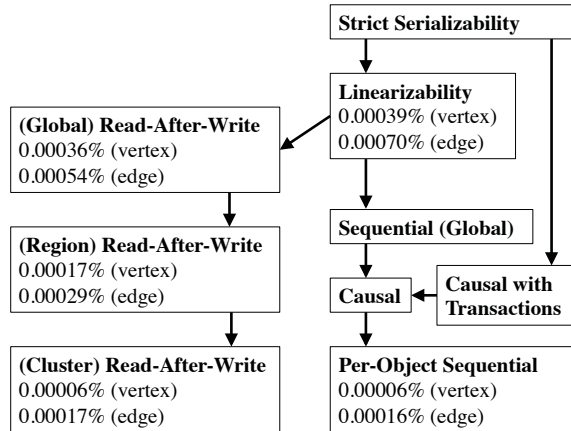 Strict Serializability
Linearizability
0.00039% (vertex)
0.00070% (edge)
(Global) Read-After-Write
0.00036% (vertex)
0.00054% (edge)
Sequential (Global)
(Region) Read-After-Write
0.00017% (vertex)
0.00029% (edge)
Causal
Causal with
Transactions
(Cluster) Read-After-Write
0.00006% (vertex)
0.00017% (edge)
Per-Object Sequential
0.00006% (vertex)
0.00016% (edge)